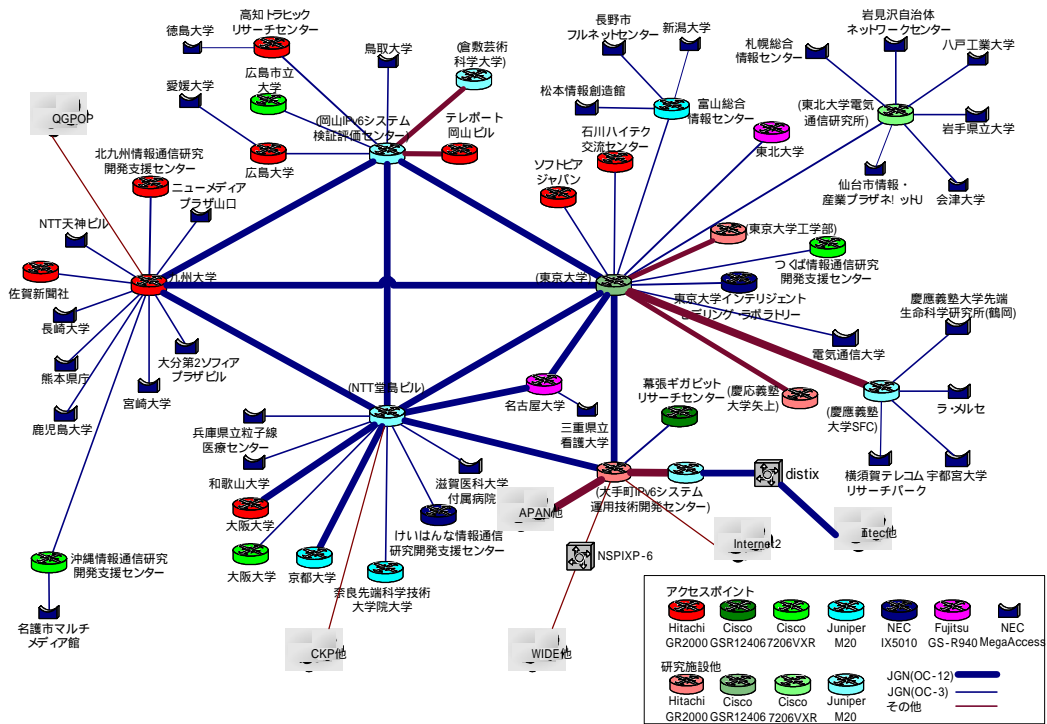 高知トラヒック
リサーチセンター
徳島大学
鳥取大学
(倉敷芸術
科学大学)
広島市立
大学
愛媛大学
(岡山IPv6システム
検証評価センター)
テレポート
岡山ビル
広島大学
QGPOP
長野市
フルネットセンター
新潟大学
松本情報創造館
富山総合
情報センター
石川ハイテク
交流センター
ソフトピア
ジャパン
東北大学
岩見沢自治体
ネットワークセンター
札幌総合
情報センター
八戸工業大学
(東北大学電気
通信研究所)
岩手県立大学
仙台市情報・
産業プラザネ! ッHU
会津大学
北九州情報通信研究
開発支援センター
ニューメディア
プラザ山口
NTT天神ビル
九州大学
佐賀新聞社
長崎大学
熊本県庁
大分第2ソフィア
プラザビル
宮崎大学
鹿児島大学
沖縄情報通信研究
開発支援センター
名護市マルチ
メディア館
(東京大学)
(東京大学工学部)
つくば情報通信研究
開発支援センター
東京大学インテリジェント
モデリング・ラボラトリー
電気通信大学
慶應義塾大学先端
生命科学研究所(鶴岡)
(慶応義塾
大学矢上)
(慶應義塾
大学SFC)
ラ・メルセ
横須賀テレコム
リサーチパーク
宇都宮大学
(NTT堂島ビル)
名古屋大学
三重県立
看護大学
幕張ギガビット
リサーチセンター
兵庫県立粒子線
医療センター
和歌山大学
大阪大学
大阪大学
京都大学
奈良先端科学技術
大学院大学
けいはんな情報通信
研究開発支援センター
滋賀医科大学
付属病院
(大手町IPv6システム
運用技術開発センター)
distix
APAN他
NSPIXP-6
Internet2
itec他
CKP他
WIDE他
アクセスポイント
Hitachi
GR2000
Cisco
GSR12406
Cisco
7206VXR
Juniper
M20
NEC
IX5010
Fujitsu
GS-R940
NEC
MegaAccess
研究施設他
Hitachi
GR2000
Cisco
GSR12406
Cisco
7206VXR
Juniper
M20
JGN(OC-12)
JGN(OC-3)
その他